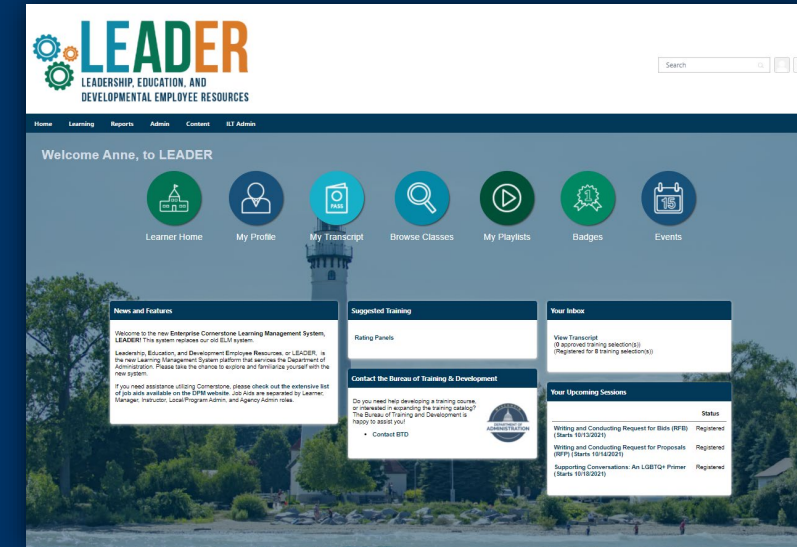 LEADER
LEADERSHIP, EDUCATION, AND
DEVELOPMENTAL EMPLOYEE RESOURCES
Search
Home Learning Reports Admin Content ILT Admin
Welcome Anne, to LEADER
PASS
1
15
Learner Home My Profile My Transcript Browse Classes My Playlists Badges Events
News and Features
Welcome to the new Enterprise Cornerstone Learning Management System,
LEADER! This system replaces our old ELM system.
Leadership, Education, and Development Employee Resources, or LEADER, is
the new Learning Management System platform that services the Department of
Administration. Please take the chance to explore and familiarize yourself with the
new system.
If you need assistance utilizing Cornerstone, please check out the extensive list
of job aids available on the DPM website. Job Aids are separated by Learner,
Manager, Instructor, Local/Program Admin, and Agency Admin roles.
Suggested Training
Rating Panels
Contact the Bureau of Training & Development
Do you need help developing a training course,
or interested in expanding the training catalog?
The Bureau of Training and Development is
happy to assist you!
• Contact BTD
DEPARTMENT OF
ADMINISTRATION
Your Inbox
View Transcript
(0 approved training selection(s))
(Registered for 8 training selection(s))
Your Upcoming Sessions
Status
Writing and Conducting Request for Bids (RFB) Registered
(Starts 10/13/2021)
Writing and Conducting Request for Proposals Registered
(RFP) (Starts 10/14/2021)
Supporting Conversations: An LGBTQ+ Primer Registered
(Starts 10/18/2021)